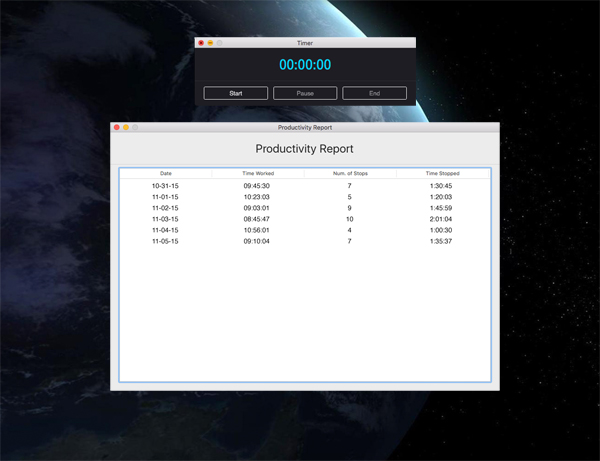 Timer
00:00:00
Start Pause End
Productivity Report
Productivity Report
Date Time Worked Num. of Stops Time Stopped
10-31-15 09:45:30 7 1:30:45
11-01-15 10:23:03 5 1:20:03
11-02-15 09:03:01 9 1:45:59
11-03-15 08:45:47 10 2:01:04
11-04-15 10:56:01 4 1:00:30
11-05-15 09:10:04 7 1:35:37